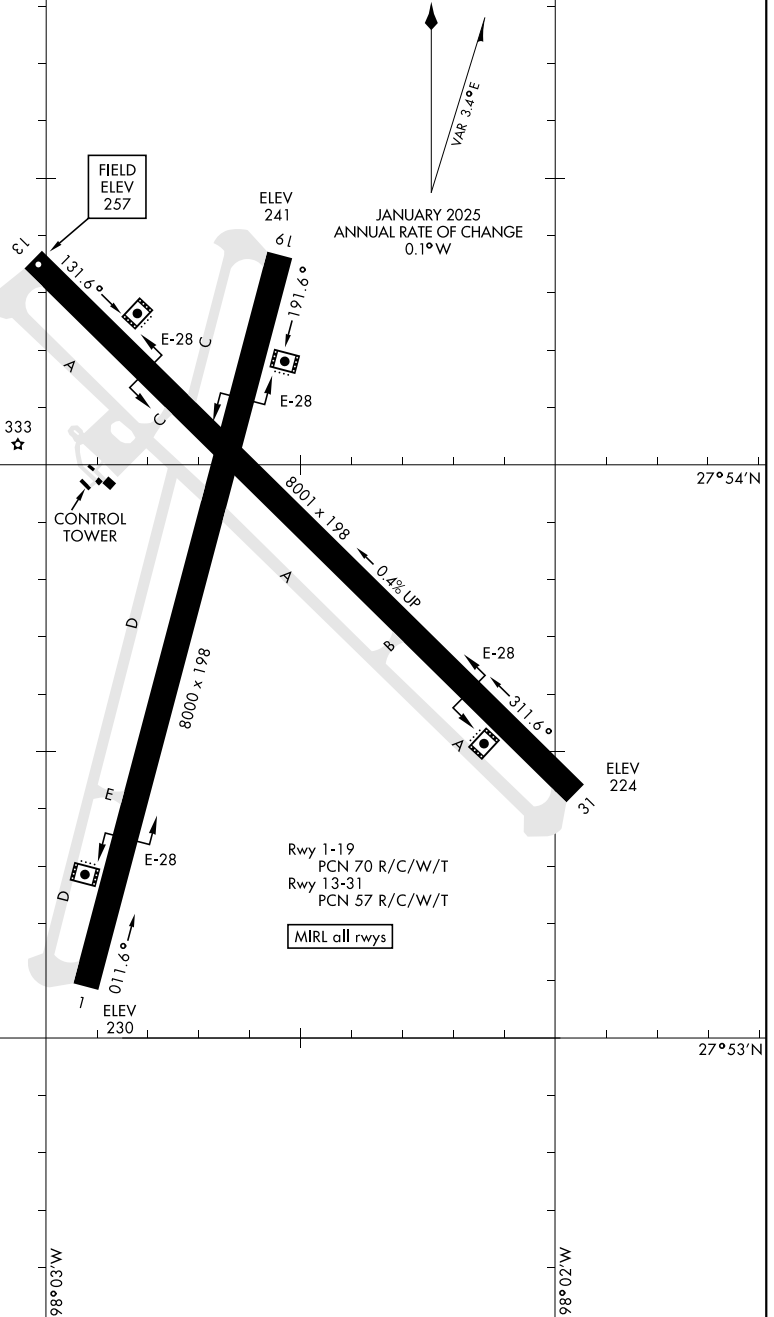 VAR 3.4°E
FIELD
ELEV
257
ELEV
241
JANUARY 2025
ANNUAL RATE OF CHANGE
0.1°W
13
19
131.6°
191.6°
E-28
C
A
E-28
C
333
27°54'N
8001 x 198
CONTROL
TOWER
0.4% UP
A
D
B
E-28
8000 x 198
311.6°
A
ELEV
224
E
31
Rwy 1-19
PCN 70 R/C/W/T
Rwy 13-31
PCN 57 R/C/W/T
E-28
D
MIRL all rwys
011.6°
1
ELEV
230
27°53'N
98°03'W
98°02'W